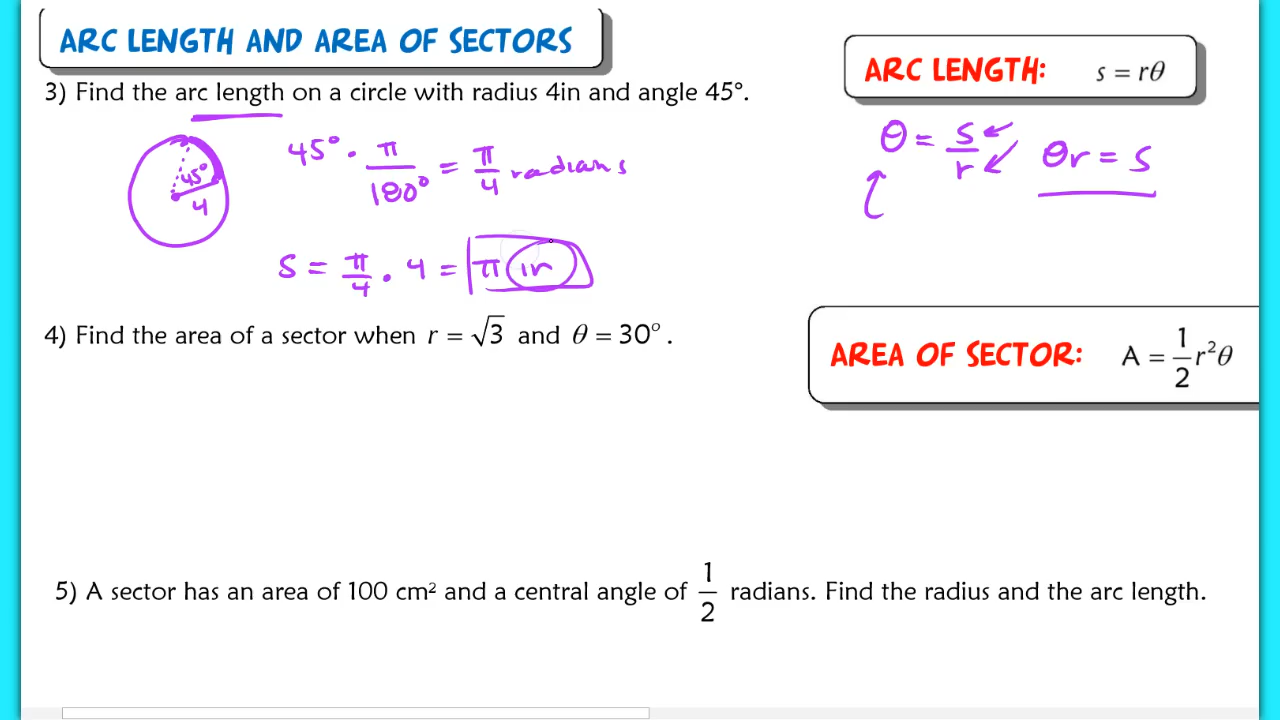 ARC LENGTH AND AREA OF SECTORS
ARC LENGTH: s = rθ
3) Find the arc length on a circle with radius 4in and angle 45°.
45°
4
45° · π/180° = π/4 radians
θ = s/r
θr = s
s = π/4 · 4 = π in
4) Find the area of a sector when r = √3 and θ = 30°.
AREA OF SECTOR: A = 1/2 r²θ
5) A sector has an area of 100 cm² and a central angle of 1/2 radians. Find the radius and the arc length.